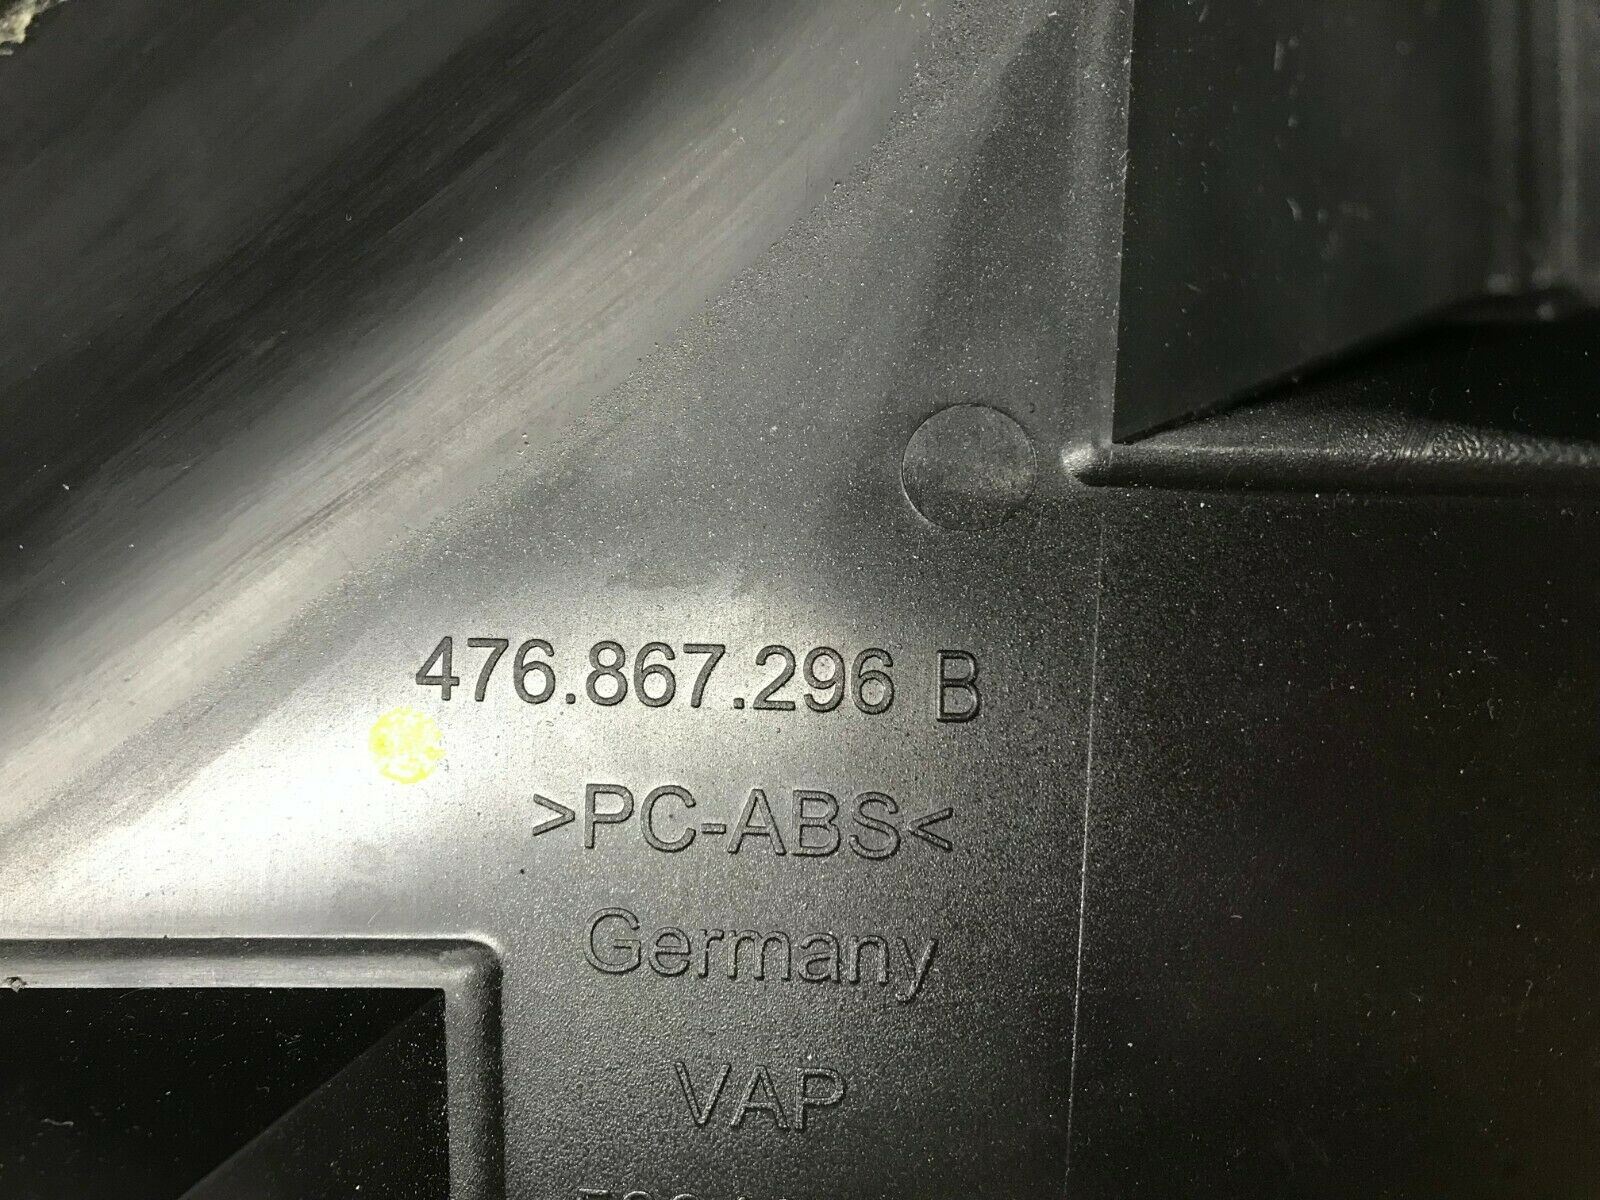 476.867.296 B
>PC-ABS<
Germany
VAP